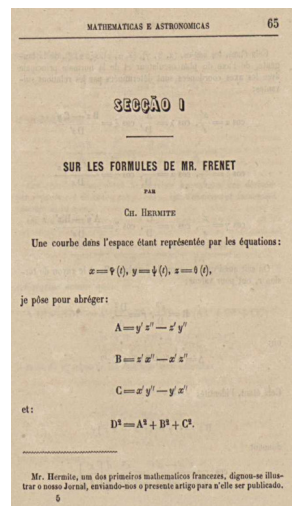 MATHEMATICAS E ASTRONOMICAS 65
SECÇÃO I
SUR LES FORMULES DE MR. FRENET
PAR
CH. HERMITE
Une courbe dans l'espace étant représentée par les équations:
x=φ(t), y=ψ(t), z=θ(t),
je pôse pour abréger:
A=y′ z″ — z′ y″
B=z′ x″ — x′ z″
C=x′ y″ — y′ x″
et:
D²=A²+B²+C².
Mr. Hermite, um dos primeiros mathematicos francezes, dignou-se illus-
trar o nosso Jornal, enviando-nos o presente artigo para n'elle ser publicado.
5